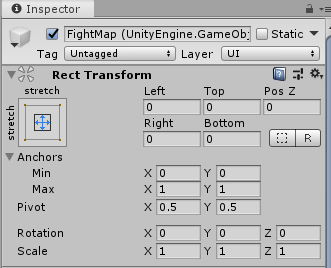 Inspector
FightMap (UnityEngine.GameObj
Static
Tag Untagged Layer UI
Rect Transform
stretch
stretch
Left Top Pos Z
0 0 0
Right Bottom
0 0 R
Anchors
Min X 0 Y 0
Max X 1 Y 1
Pivot X 0.5 Y 0.5
Rotation X 0 Y 0 Z 0
Scale X 1 Y 1 Z 1